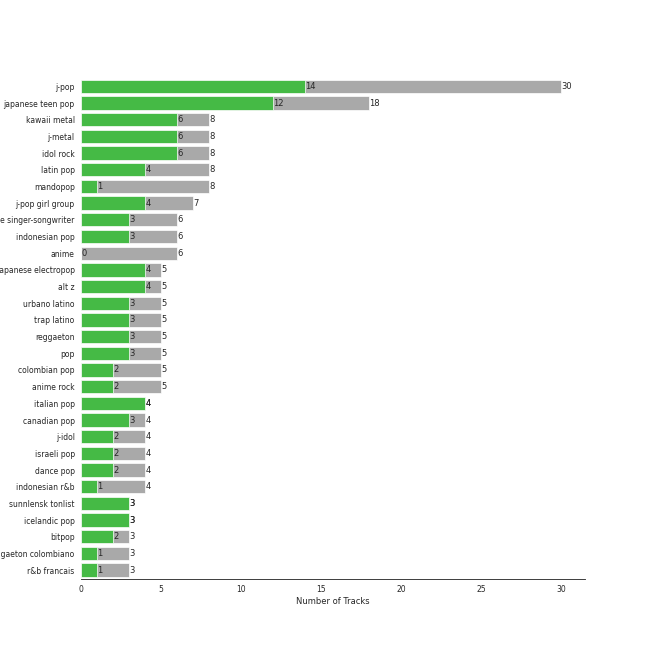 j-pop 14 30
japanese teen pop 12 18
kawaii metal 6 8
j-metal 6 8
idol rock 6 8
latin pop 4 8
mandopop 1 8
j-pop girl group 4 7
e singer-songwriter 3 6
indonesian pop 3 6
anime 0 6
apanese electropop 4 5
alt z 4 5
urbano latino 3 5
trap latino 3 5
reggaeton 3 5
pop 3 5
colombian pop 2 5
anime rock 2 5
italian pop 4
canadian pop 3 4
j-idol 2 4
israeli pop 2 4
dance pop 2 4
indonesian r&b 1 4
sunnlensk tonlist 3
icelandic pop 3
bitpop 2 3
gaeton colombiano 1 3
r&b francais 1 3
0 5 10 15 20 25 30
Number of Tracks